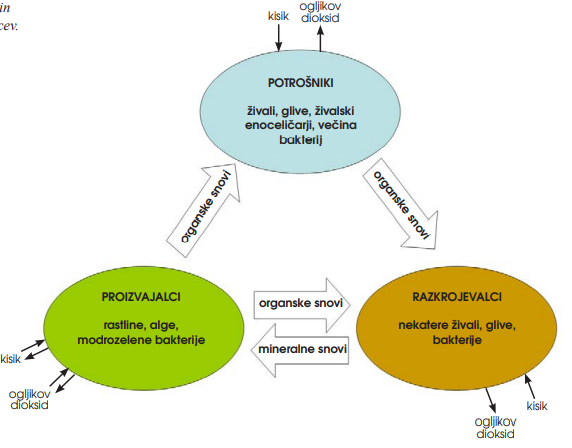 in
cev.
kisik
ogljikov
dioksid
POTROŠNIKI
živali, glive, živalski
enoceličarji, večina
bakterij
organske snovi
organske snovi
PROIZVAJALCI
rastline, alge,
modrozelene bakterije
organske snovi
mineralne snovi
RAZKROJEVALCI
nekatere živali, glive,
bakterije
kisik
ogljikov
dioksid
kisik
ogljikov
dioksid